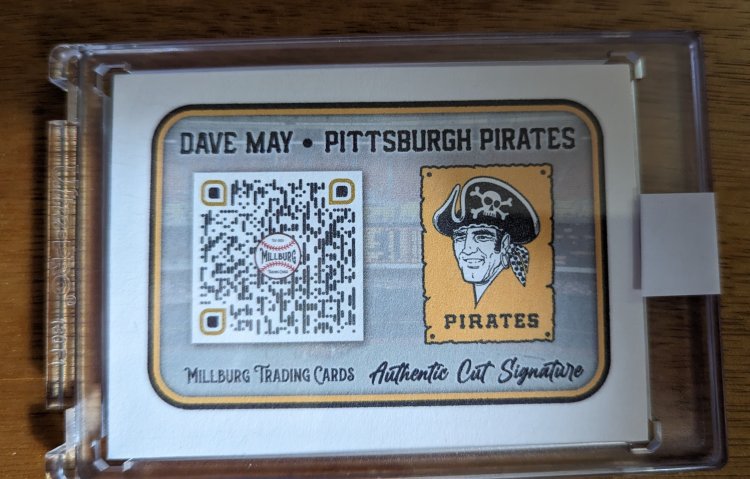 DAVE MAY • PITTSBURGH PIRATES
MILLBURG
PIRATES
MILLBURG TRADING CARDS
Authentic Cut Signature